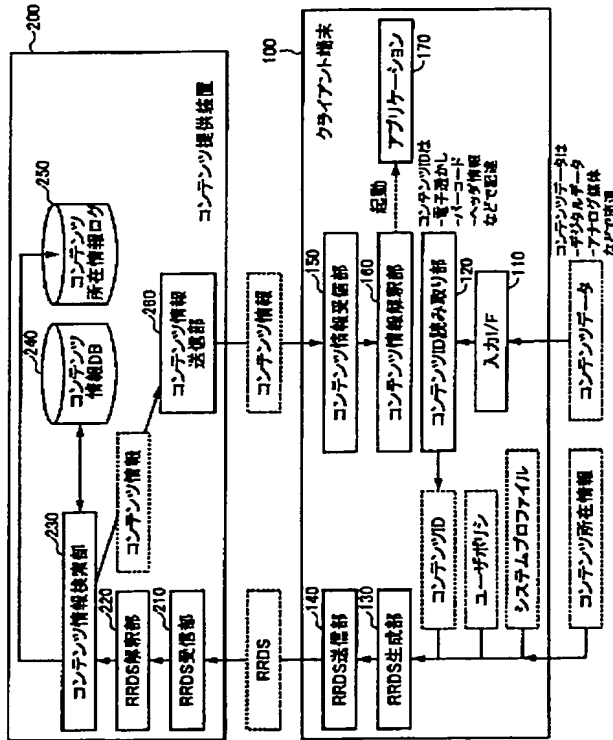 200
コンテンツ提供装置
250
コンテンツ
所在情報ログ
240
コンテンツ
情報DB
230
コンテンツ情報検索部
コンテンツ情報
260
コンテンツ情報
送信部
220
RRDS解釈部
210
RRDS受信部
RRDS
コンテンツ情報
100
クライアント端末
170
アプリケーション
起動
150
コンテンツ情報受信部
160
コンテンツ情報解釈部
120
コンテンツID読み取り部
コンテンツIDは
-電子透かし
-バーコード
-ヘッダ情報
などで記述
110
入力I/F
140
RRDS送信部
130
RRDS生成部
コンテンツID
ユーザポリシ
システムプロファイル
コンテンツ所在情報
コンテンツデータ
コンテンツデータは
-デジタルデータ
-アナログ媒体
などで流通